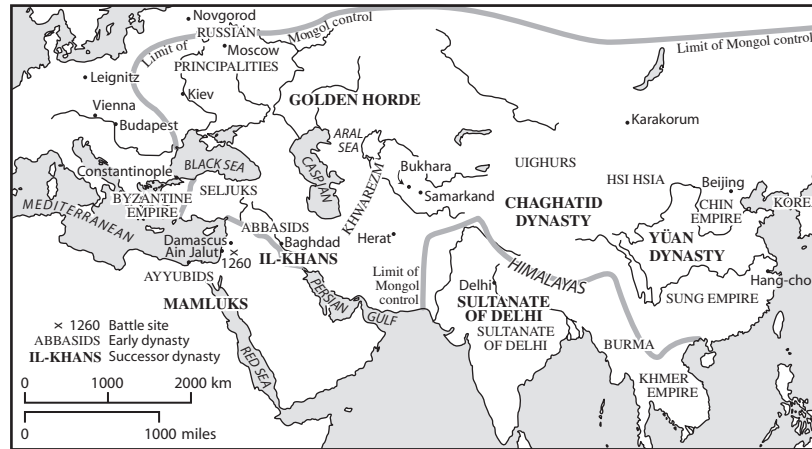 Novgorod
RUSSIAN
Limit of
Mongol control
Moscow
PRINCIPALITIES
Limit of Mongol control
Leignitz
Kiev
GOLDEN HORDE
Vienna
Budapest
Karakorum
ARAL
SEA
Constantinople
BLACK SEA
CASPIAN
Bukhara
UIGHURS
SELJUKS
Samarkand
HSI HSIA
Beijing
BYZANTINE
EMPIRE
KHWAREZM
CHAGHATID
DYNASTY
CHIN
EMPIRE
KORE
MEDITERRANEAN
ABBASIDS
Damascus
Baghdad
Herat
YÜAN
DYNASTY
Ain Jalut
× 1260
IL-KHANS
HIMALAYAS
AYYUBIDS
Limit of
Mongol
control
Delhi
Hang-cho
MAMLUKS
PERSIAN
GULF
SULTANATE
OF DELHI
SUNG EMPIRE
SULTANATE
OF DELHI
BURMA
RED SEA
KHMER
EMPIRE
× 1260 Battle site
ABBASIDS Early dynasty
IL-KHANS Successor dynasty
0 1000 2000 km
0 1000 miles